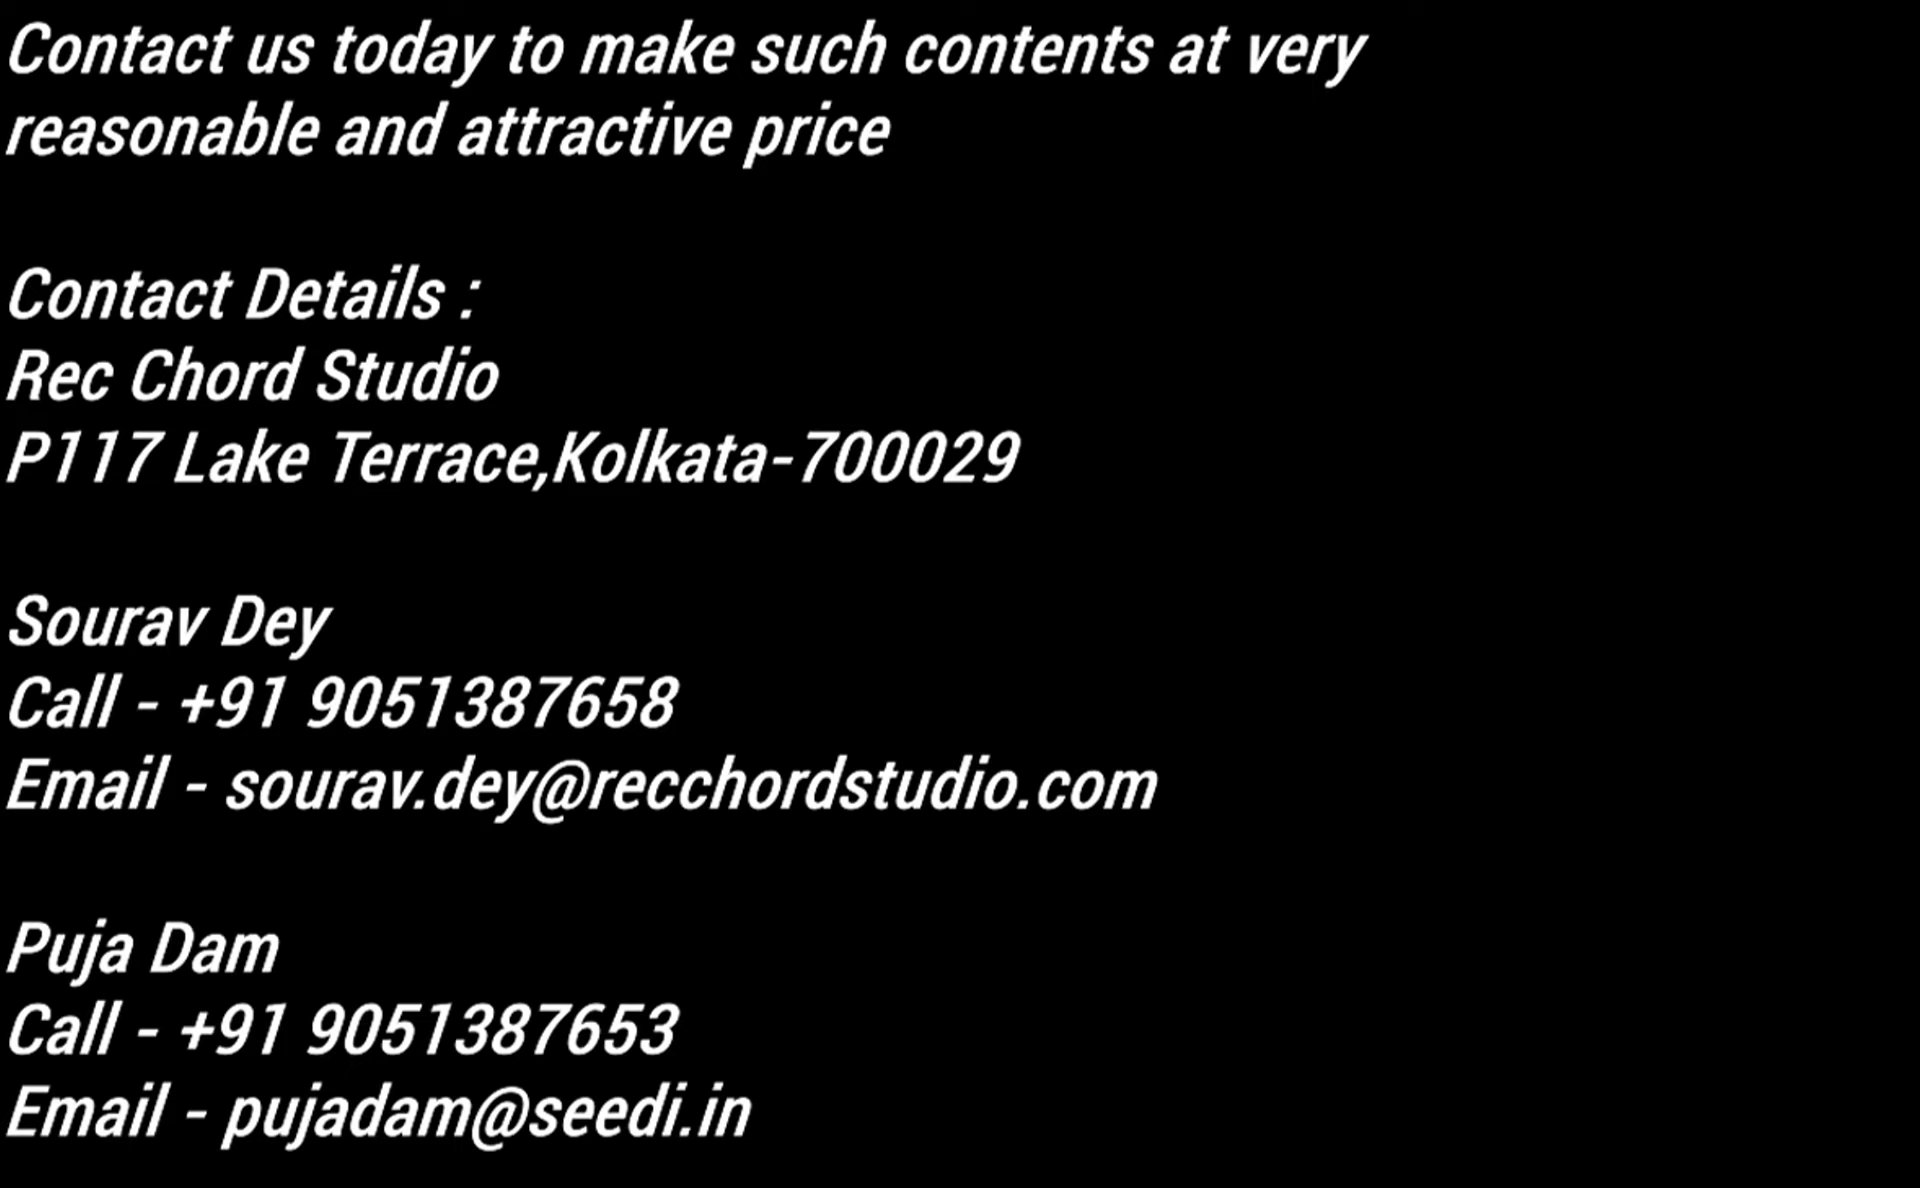 Contact us today to make such contents at very
reasonable and attractive price
Contact Details :
Rec Chord Studio
P117 Lake Terrace,Kolkata-700029
Sourav Dey
Call - +91 9051387658
Email - sourav.dey@recchordstudio.com
Puja Dam
Call - +91 9051387653
Email - pujadam@seedi.in